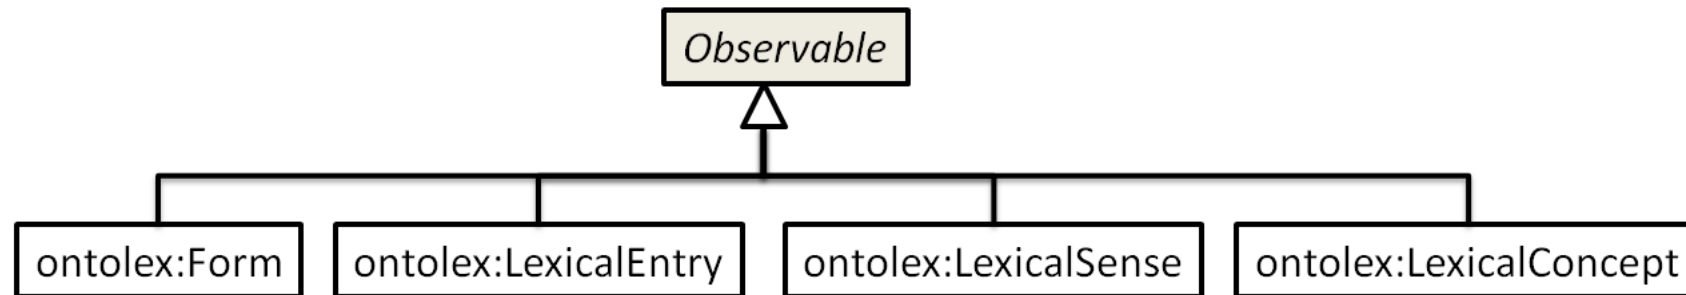 Observable
ontolex:Form
ontolex:LexicalEntry
ontolex:LexicalSense
ontolex:LexicalConcept